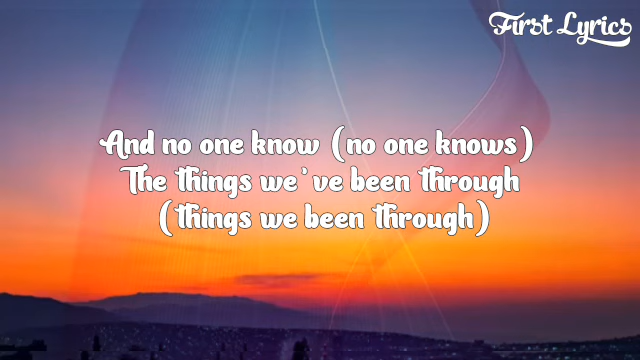 First Lyrics
And no one know (no one knows)
The things we've been through
(things we been through)